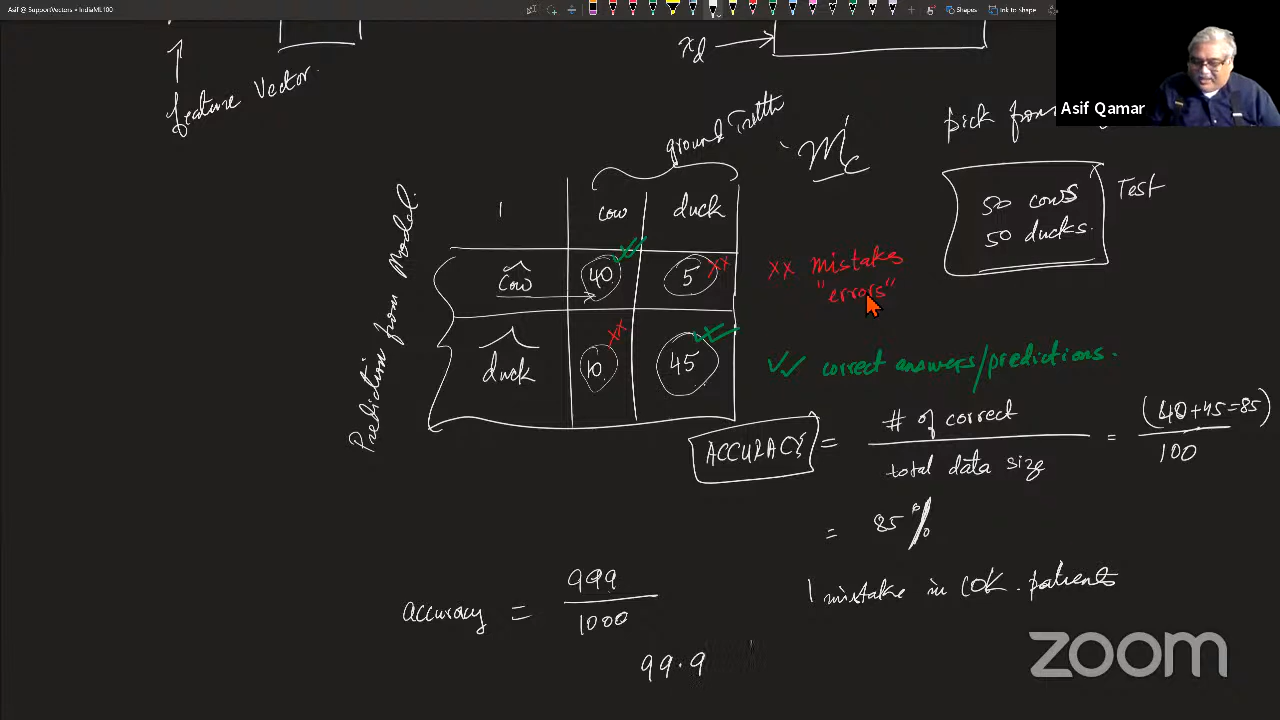 Asif @ SupportVectors • IndiaML100
Shapes
Ink to shape
Asif Qamar
feature vector.
xd
ground Truth
Mc
pick from
50 cows
50 ducks.
Test
Prediction from Model.
cow duck
cow 40 5 xx
duck 10 xx 45
xx mistakes
"errors"
correct answers/predictions.
ACCURACY = # of correct / total data size = (40+45=85) / 100
= 85%
1 mistake in 10K. patients
accuracy = 999 / 1000
99.9
zoom